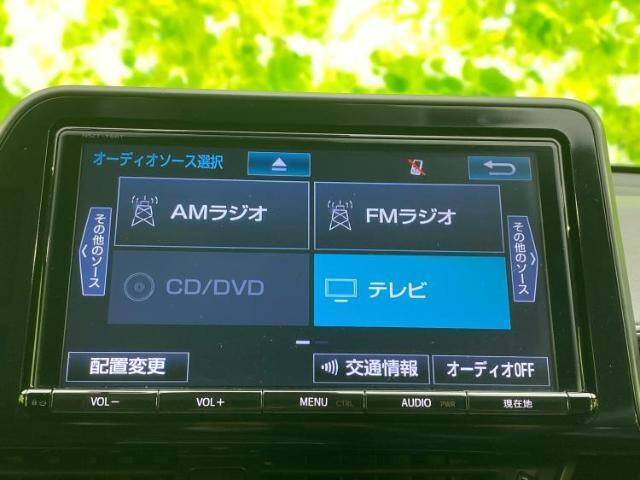 オーディオソース選択
AMラジオ
FMラジオ
その他のソース
その他のソース
CD/DVD
テレビ
配置変更
交通情報
オーディオOFF
VOL−
VOL+
MENU CTRL
AUDIO PWR
現在地